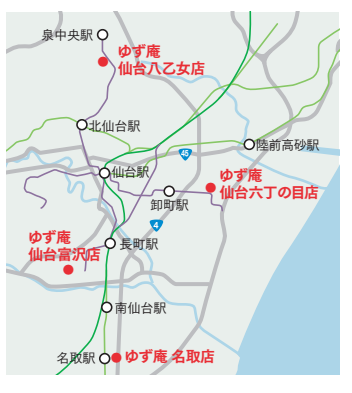 泉中央駅
ゆず庵
仙台八乙女店
北仙台駅
45
陸前高砂駅
仙台駅
ゆず庵
仙台六丁の目店
卸町駅
4
ゆず庵
仙台富沢店
長町駅
南仙台駅
名取駅
ゆず庵 名取店